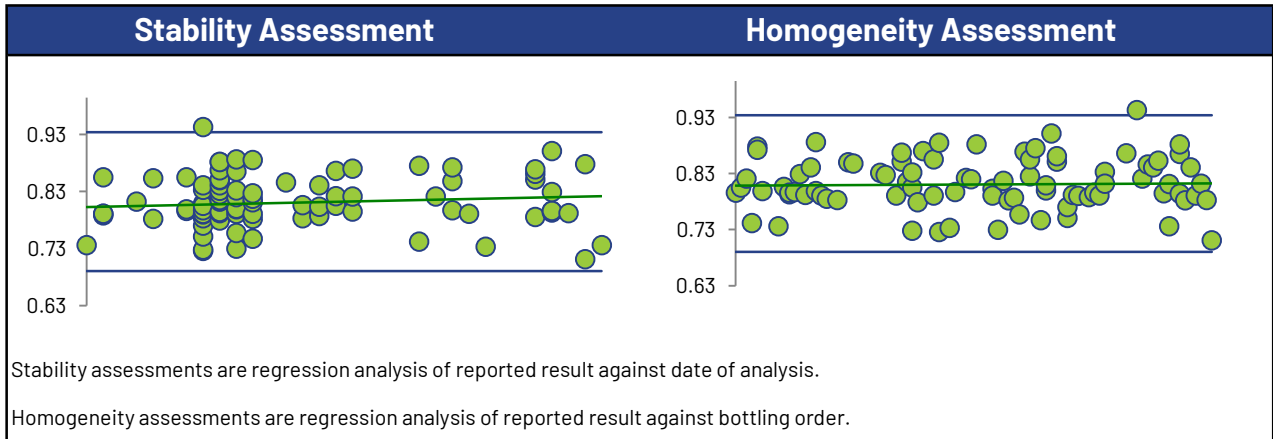 Stability Assessment
Homogeneity Assessment
0.93
0.83
0.73
0.63
0.93
0.83
0.73
0.63
Stability assessments are regression analysis of reported result against date of analysis.
Homogeneity assessments are regression analysis of reported result against bottling order.